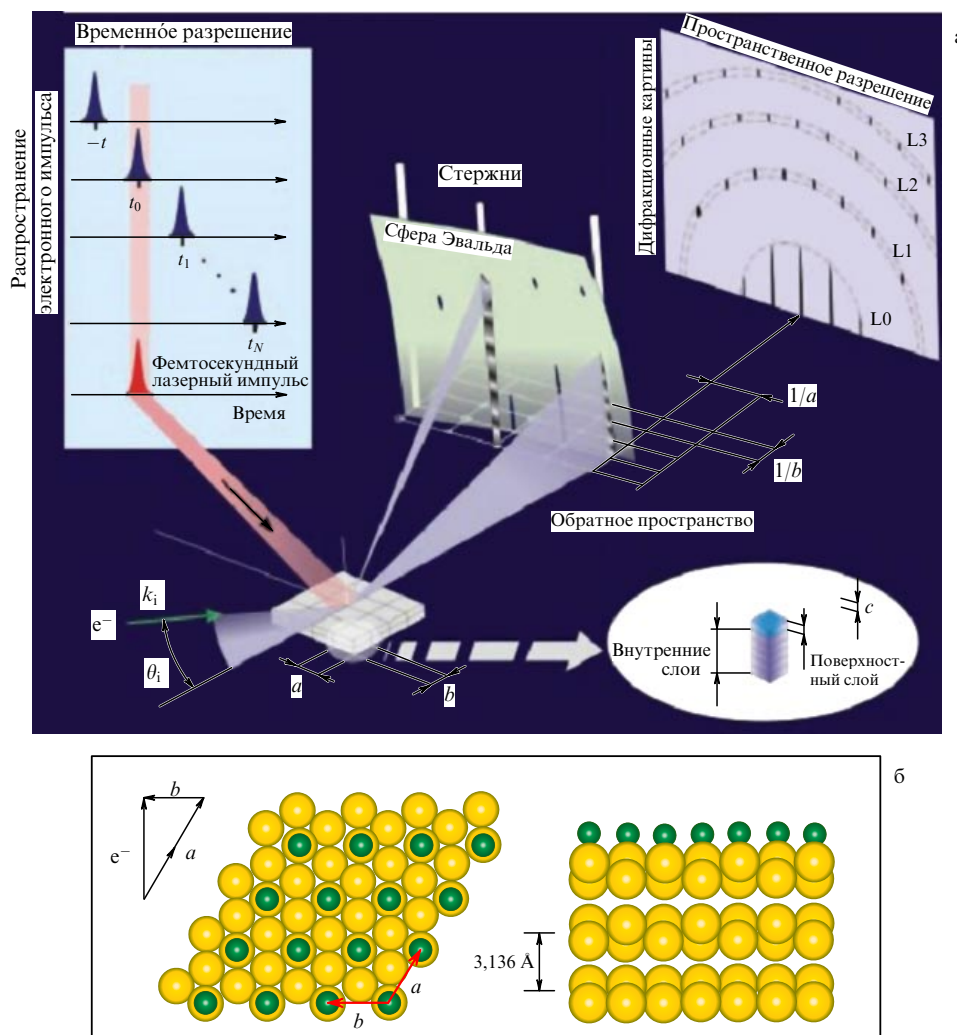 а
Временно́е разрешение
Распространение
электронного импульса
−t
t0
t1
tN
Фемтосекундный
лазерный импульс
Время
Стержни
Сфера Эвальда
Дифракционные картины
Пространственное разрешение
L3
L2
L1
L0
1/a
1/b
Обратное пространство
ki
e−
θi
a
b
Внутренние
слои
c
Поверхност-
ный слой
б
b
e−
a
a
b
3,136 Å